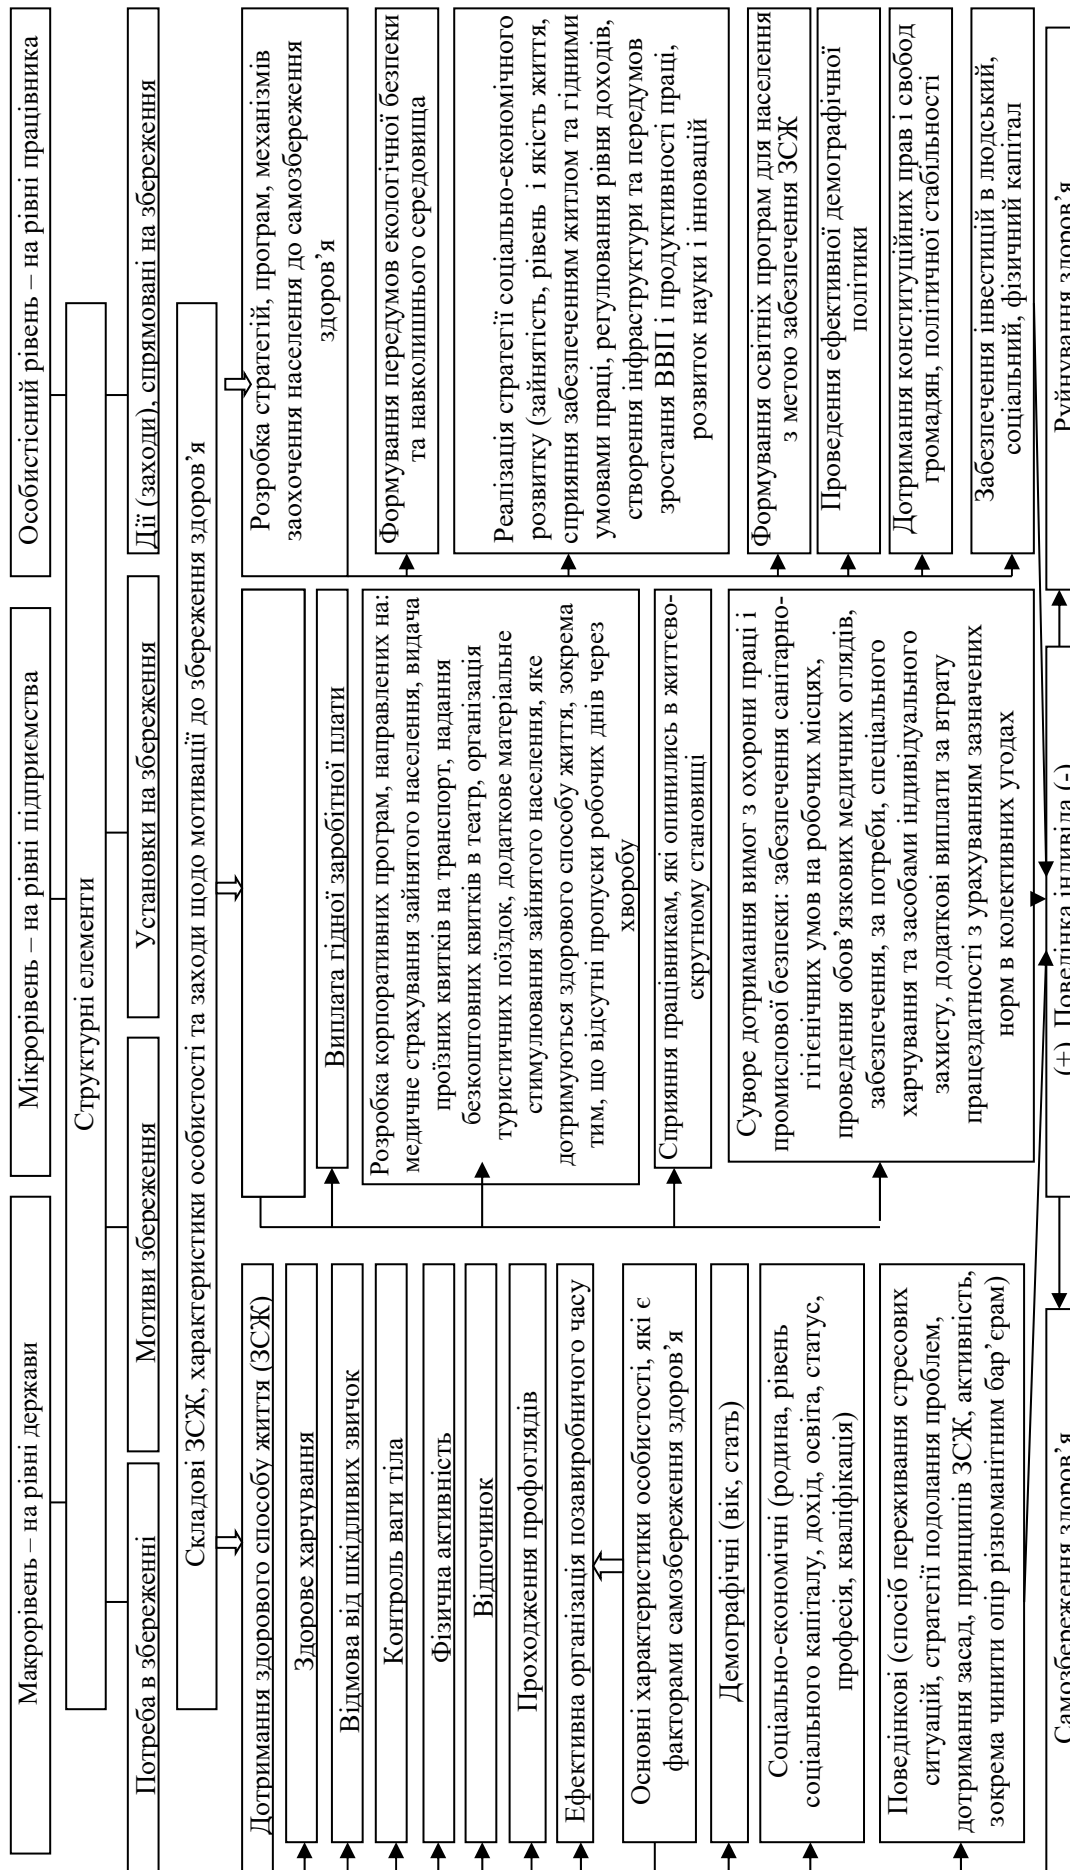 Макрорівень – на рівні держави
Мікрорівень – на рівні підприємства
Особистісний рівень – на рівні працівника
Структурні елементи
Потреба в збереженні
Мотиви збереження
Установки на збереження
Дії (заходи), спрямовані на збереження
Складові ЗСЖ, характеристики особистості та заходи щодо мотивації до збереження здоров’я
Дотримання здорового способу життя (ЗСЖ)
Здорове харчування
Відмова від шкідливих звичок
Контроль ваги тіла
Фізична активність
Відпочинок
Проходження профоглядів
Ефективна організація позавиробничого часу
Основні характеристики особистості, які є
факторами самозбереження здоров’я
Демографічні (вік, стать)
Соціально-економічні (родина, рівень
соціального капіталу, дохід, освіта, статус,
професія, кваліфікація)
Поведінкові (спосіб переживання стресових
ситуацій, стратегії подолання проблем,
дотримання засад, принципів ЗСЖ, активність,
зокрема чинити опір різноманітним бар’єрам)
Виплата гідної заробітної плати
Розробка корпоративних програм, направлених на:
медичне страхування зайнятого населення, видача
проїзних квитків на транспорт, надання
безкоштовних квитків в театр, організація
туристичних поїздок, додаткове матеріальне
стимулювання зайнятого населення, яке
дотримуються здорового способу життя, зокрема
тим, що відсутні пропуски робочих днів через
хворобу
Сприяння працівникам, які опинились в життєво-
скрутному становищі
Суворе дотримання вимог з охорони праці і
промислової безпеки: забезпечення санітарно-
гігієнічних умов на робочих місцях,
проведення обов’язкових медичних оглядів,
забезпечення, за потреби, спеціального
харчування та засобами індивідуального
захисту, додаткові виплати за втрату
працездатності з урахуванням зазначених
норм в колективних угодах
Розробка стратегій, програм, механізмів
заохочення населення до самозбереження
здоров’я
Формування передумов екологічної безпеки
та навколишнього середовища
Реалізація стратегії соціально-економічного
розвитку (зайнятість, рівень і якість життя,
сприяння забезпеченням житлом та гідними
умовами праці, регулювання рівня доходів,
створення інфраструктури та передумов
зростання ВВП і продуктивності праці,
розвиток науки і інновацій
Формування освітніх програм для населення
з метою забезпечення ЗСЖ
Проведення ефективної демографічної
політики
Дотримання конституційних прав і свобод
громадян, політичної стабільності
Забезпечення інвестицій в людський,
соціальний, фізичний капітал
Самозбереження здоров’я
(+) Поведінка індивіда (-)
Руйнування здоров’я